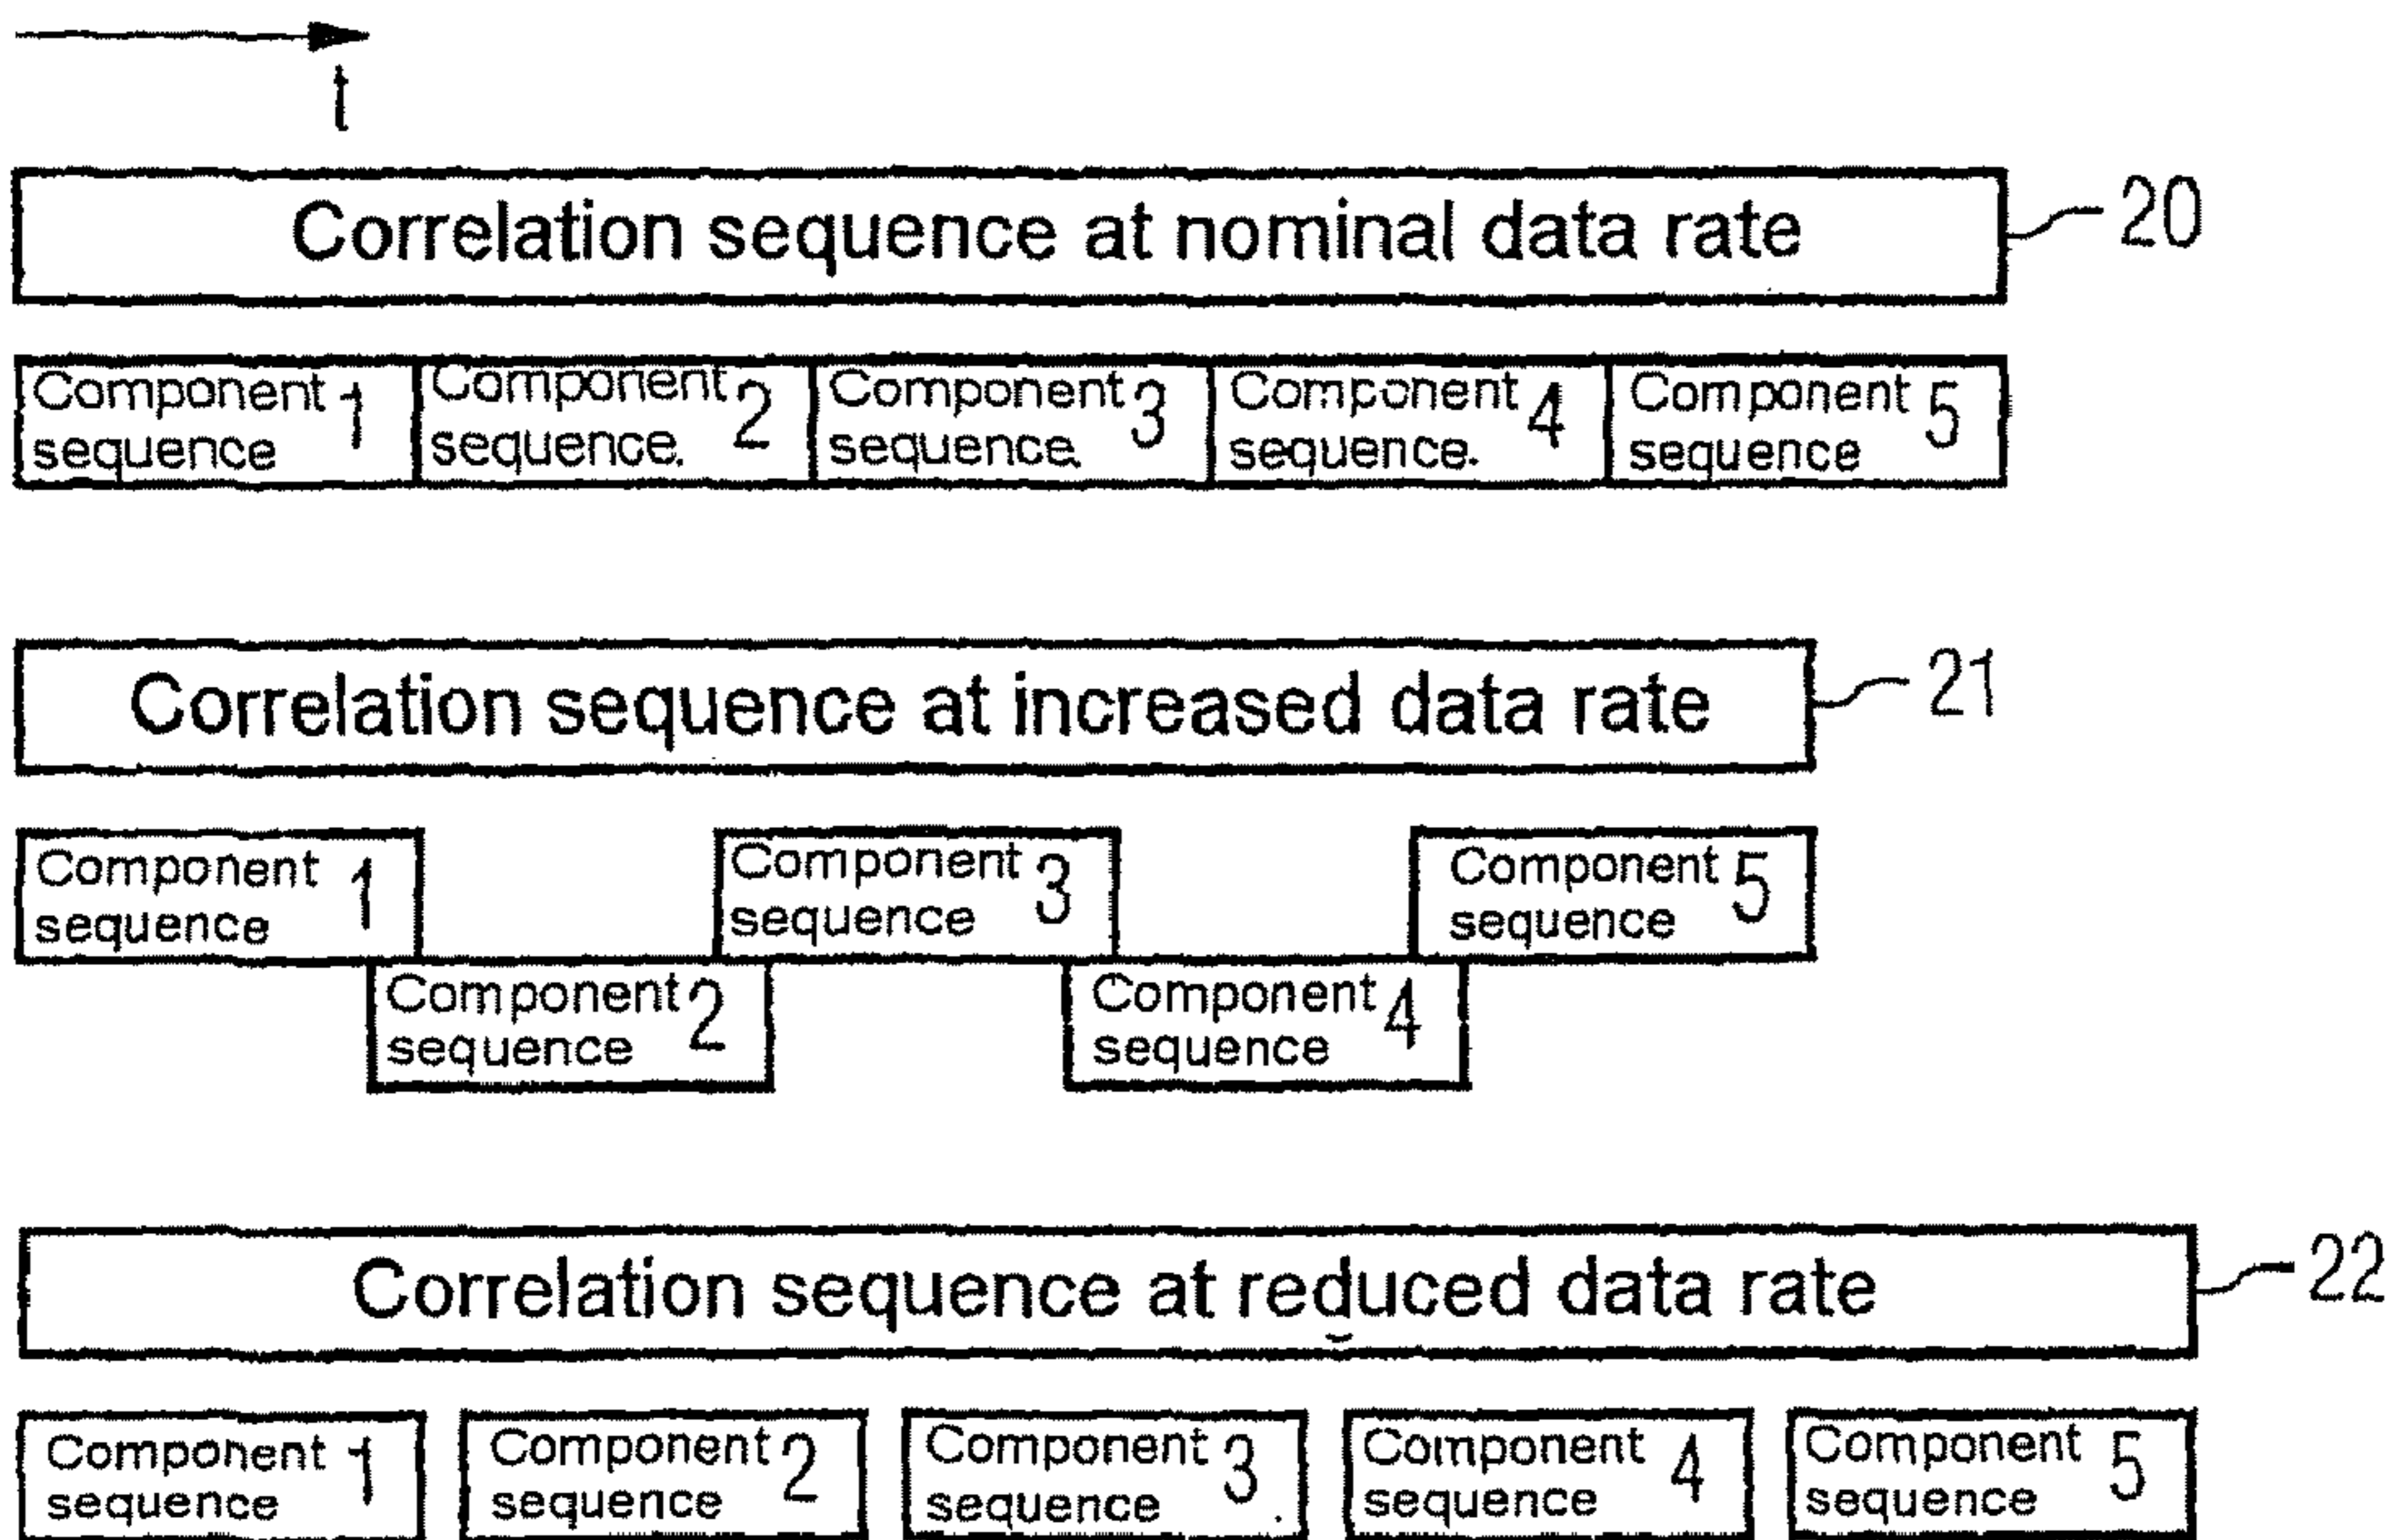 t
Correlation sequence at nominal data rate 20
Component sequence 1 Component sequence. 2 Component sequence. 3 Component sequence. 4 Component sequence 5
Correlation sequence at increased data rate 21
Component sequence 1 Component sequence 3 Component sequence 5
Component sequence 2 Component sequence 4
Correlation sequence at reduced data rate 22
Component sequence 1 Component sequence 2 Component sequence 3 Component sequence 4 Component sequence 5